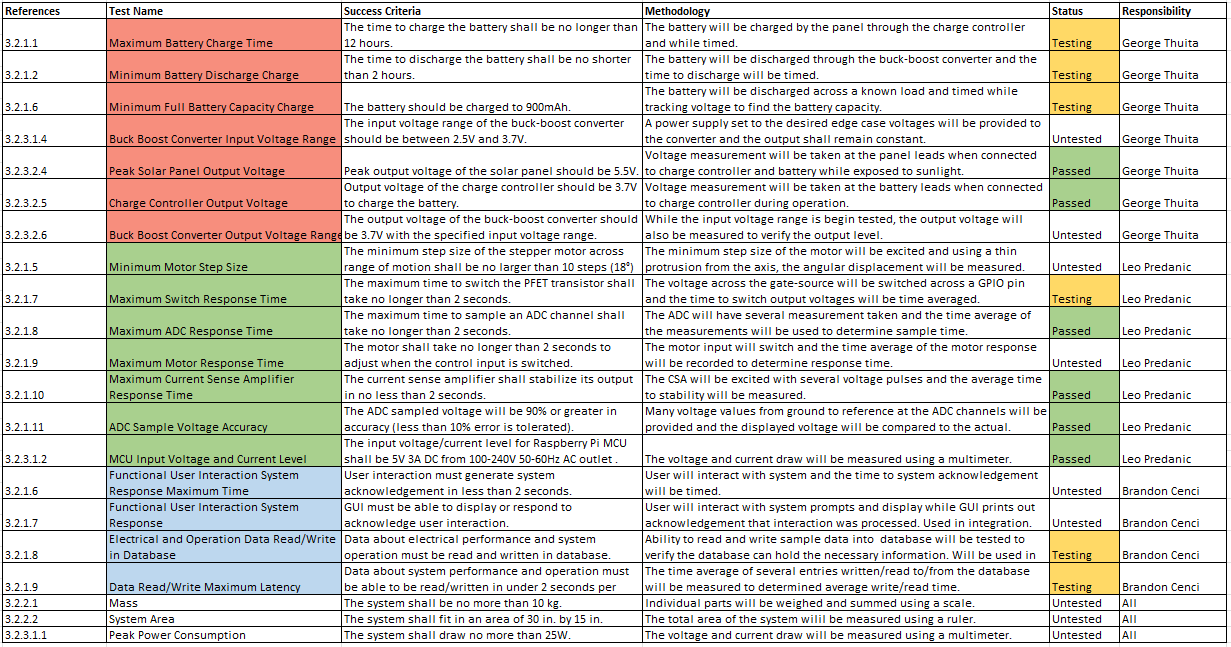 References Test Name Success Criteria Methodology Status Responsibility
3.2.1.1 Maximum Battery Charge Time The time to charge the battery shall be no longer than The battery will be charged by the panel through the charge controller Testing George Thuita
12 hours. and while timed.
3.2.1.2 Minimum Battery Discharge Charge The time to discharge the battery shall be no shorter The battery will be discharged through the buck-boost converter and the Testing George Thuita
than 2 hours. time to discharge will be timed.
3.2.1.6 Minimum Full Battery Capacity Charge The battery should be charged to 900mAh. The battery will be discharged across a known load and timed while Testing George Thuita
tracking voltage to find the battery capacity.
3.2.3.1.4 Buck Boost Converter Input Voltage Range The input voltage range of the buck-boost converter A power supply set to the desired edge case voltages will be provided to Untested George Thuita
should be between 2.5V and 3.7V. the converter and the output shall remain constant.
3.2.3.2.4 Peak Solar Panel Output Voltage Peak output voltage of the solar panel should be 5.5V. Voltage measurement will be taken at the panel leads when connected Passed George Thuita
to charge controller and battery while exposed to sunlight.
3.2.3.2.5 Charge Controller Output Voltage Output voltage of the charge controller should be 3.7V Voltage measurement will be taken at the battery leads when connected Passed George Thuita
to charge the battery. to charge controller during operation.
3.2.3.2.6 Buck Boost Converter Output Voltage Range The output voltage of the buck-boost converter should While the input voltage range is begin tested, the output voltage will Untested George Thuita
be 3.7V with the specified input voltage range. also be measured to verify the output level.
3.2.1.5 Minimum Motor Step Size The minimum step size of the stepper motor across The minimum step size of the motor will be excited and using a thin Untested Leo Predanic
range of motion shall be no larger than 10 steps (18°) protrusion from the axis, the angular displacement will be measured.
3.2.1.7 Maximum Switch Response Time The maximum time to switch the PFET transistor shall The voltage across the gate-source will be switched across a GPIO pin Testing Leo Predanic
take no longer than 2 seconds. and the time to switch output voltages will be time averaged.
3.2.1.8 Maximum ADC Response Time The maximum time to sample an ADC channel shall The ADC will have several measurement taken and the time average of Passed Leo Predanic
take no longer than 2 seconds. the measurements will be used to determine sample time.
3.2.1.9 Maximum Motor Response Time The motor shall take no longer than 2 seconds to The motor input will switch and the time average of the motor response Untested Leo Predanic
adjust when the control input is switched. will be recorded to determine response time.
3.2.1.10 Maximum Current Sense Amplifier The current sense amplifier shall stabilize its output The CSA will be excited with several voltage pulses and the average time Passed Leo Predanic
Response Time in no less than 2 seconds. to stability will be measured.
3.2.1.11 ADC Sample Voltage Accuracy The ADC sampled voltage will be 90% or greater in Many voltage values from ground to reference at the ADC channels will be Passed Leo Predanic
accuracy (less than 10% error is tolerated). provided and the displayed voltage will be compared to the actual.
3.2.3.1.2 MCU Input Voltage and Current Level The input voltage/current level for Raspberry Pi MCU The voltage and current draw will be measured using a multimeter. Passed Leo Predanic
shall be 5V 3A DC from 100-240V 50-60Hz AC outlet .
3.2.1.6 Functional User Interaction System User interaction must generate system User will interact with system and the time to system acknowledgement Untested Brandon Cenci
Response Maximum Time acknowledgement in less than 2 seconds. will be timed.
3.2.1.7 Functional User Interaction System GUI must be able to display or respond to User will interact with system prompts and display while GUI prints out Untested Brandon Cenci
Response acknowledge user interaction. acknowledgement that interaction was processed. Used in integration.
3.2.1.8 Electrical and Operation Data Read/Write Data about electrical performance and system Ability to read and write sample data into database will be tested to Testing Brandon Cenci
in Database operation must be read and written in database. verify the database can hold the necessary information. Will be used in
3.2.1.9 Data Read/Write Maximum Latency Data about system performance and operation must The time average of several entries written/read to/from the database Testing Brandon Cenci
be able to be read/written in under 2 seconds per will be measured to determined average write/read time.
3.2.2.1 Mass The system shall be no more than 10 kg. Individual parts will be weighed and summed using a scale. Untested All
3.2.2.2 System Area The system shall fit in an area of 30 in. by 15 in. The total area of the system wilil be measured using a ruler. Untested All
3.2.3.1.1 Peak Power Consumption The system shall draw no more than 25W. The voltage and current draw will be measured using a multimeter. Untested All